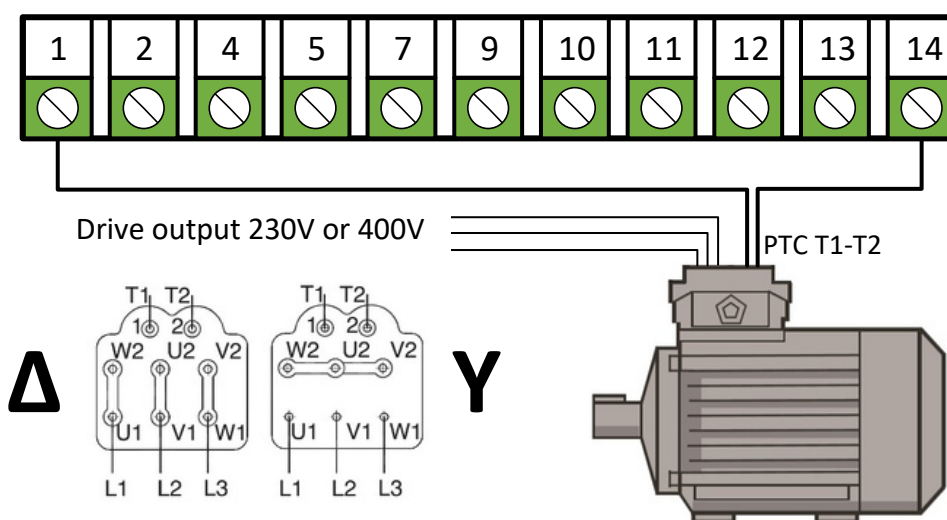 1 2 4 5 7 9 10 11 12 13 14
Drive output 230V or 400V
PTC T1-T2
T1 T2 T1 T2
1 2 1 2
W2 U2 V2 W2 U2 V2
Δ Y
U1 V1 W1 U1 V1 W1
L1 L2 L3 L1 L2 L3